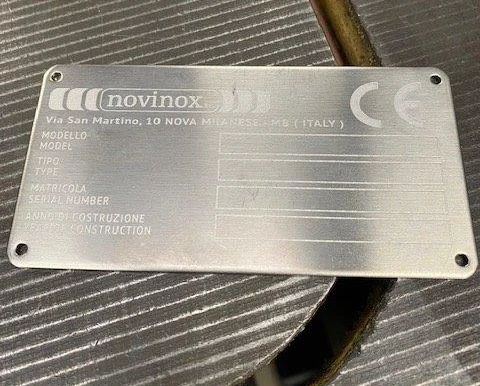 novinox
Via San Martino, 10 NOVA MILANESE - MB ( ITALY )
CE
MODELLO
MODEL
TIPO
TYPE
MATRICOLA
SERIAL NUMBER
ANNO DI COSTRUZIONE
YEAR OF CONSTRUCTION